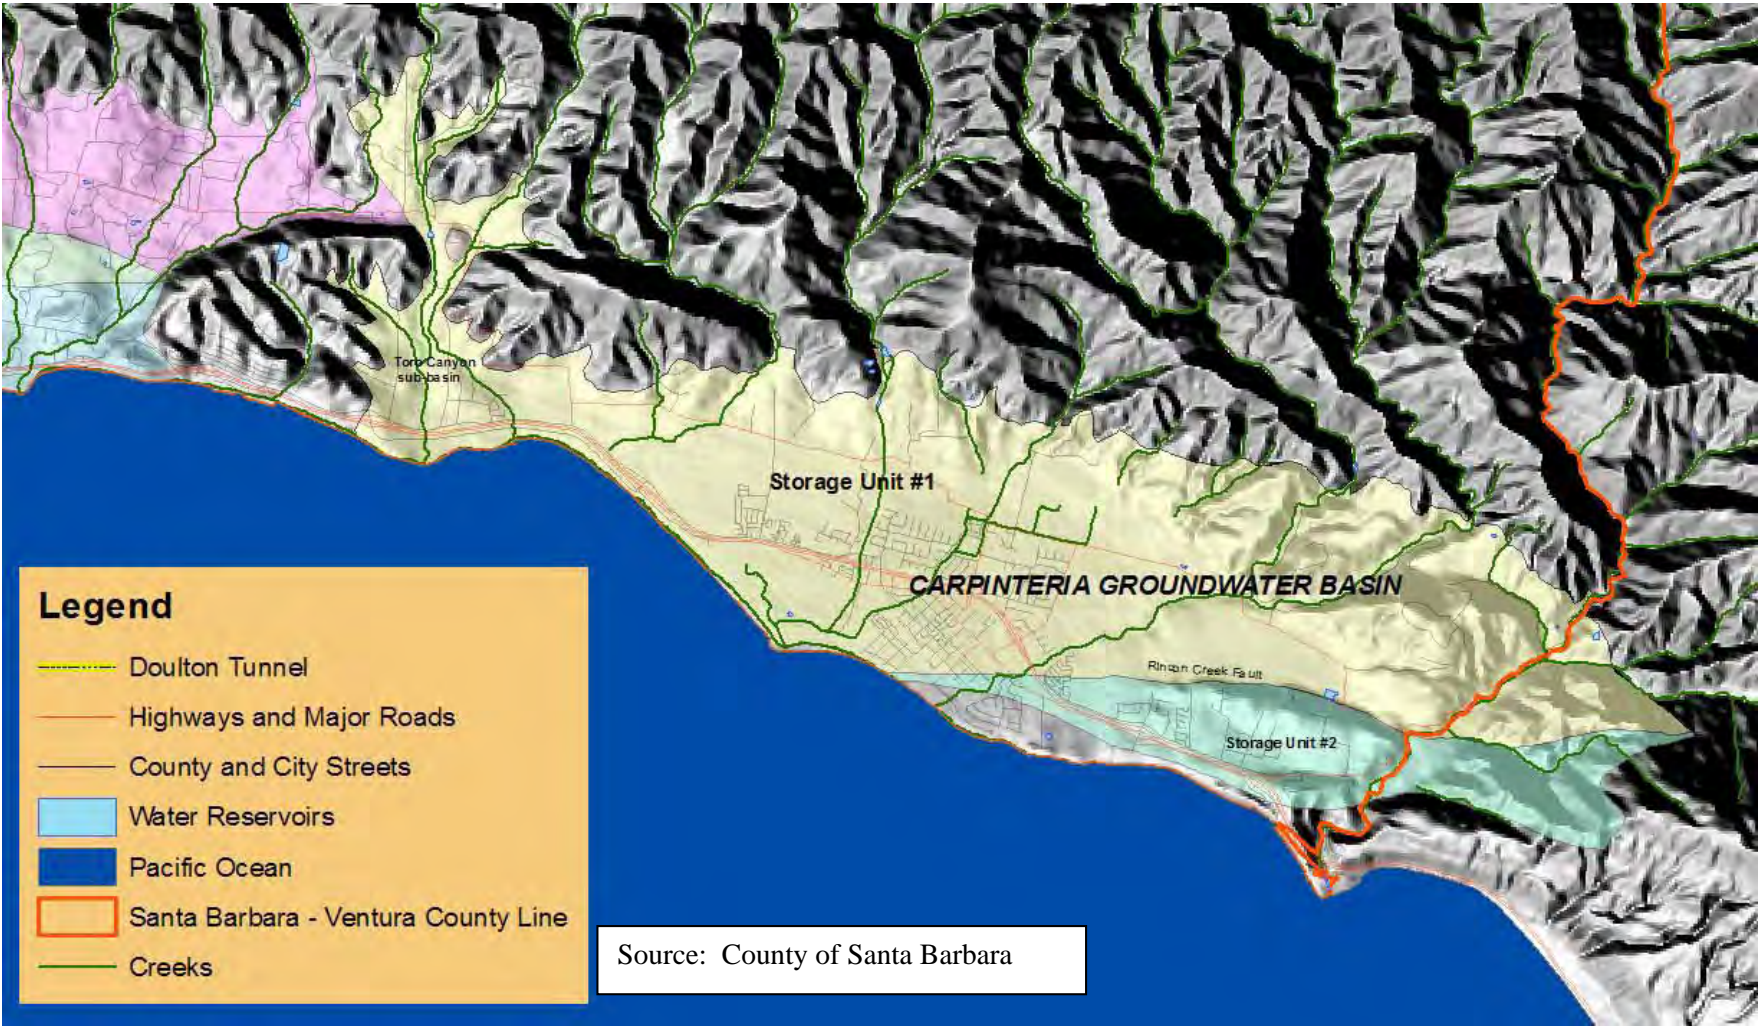 Toro Canyon
sub-basin
Storage Unit #1
CARPINTERIA GROUNDWATER BASIN
Rincon Creek Fault
Storage Unit #2
Legend
Doulton Tunnel
Highways and Major Roads
County and City Streets
Water Reservoirs
Pacific Ocean
Santa Barbara - Ventura County Line
Creeks
Source: County of Santa Barbara